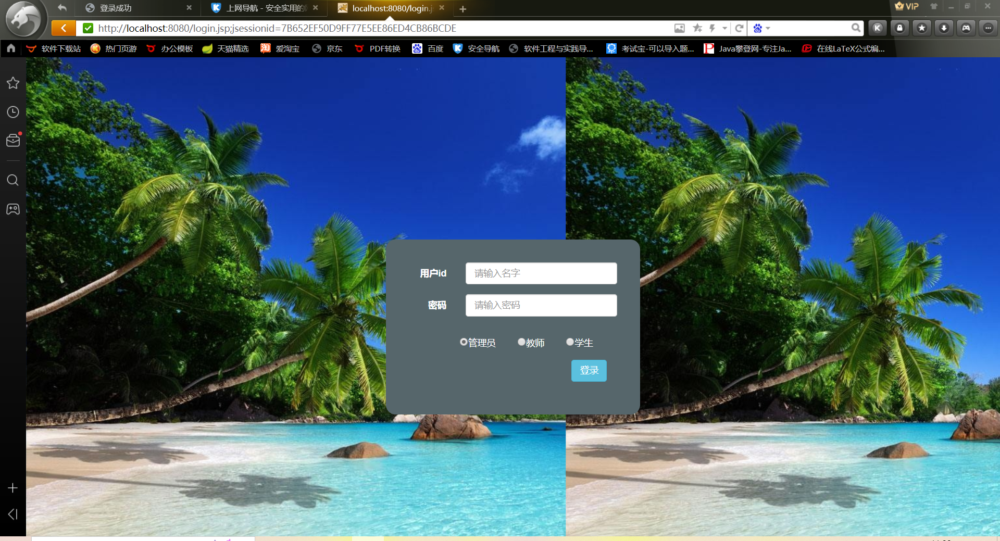 登录成功
上网导航 - 安全实用的
localhost:8080/login.j
VIP
http://localhost:8080/login.jsp;jsessionid=7B652EF50D9FF77E5EE86ED4CB86BCDE
软件下载站 热门页游 办公模板 天猫精选 爱淘宝 京东 PDF转换 百度 安全导航 软件工程与实践导... 考试宝-可以导入题... Java攀登网-专注Ja... 在线LaTeX公式编...
用户id 请输入名字
密码 请输入密码
管理员 教师 学生
登录